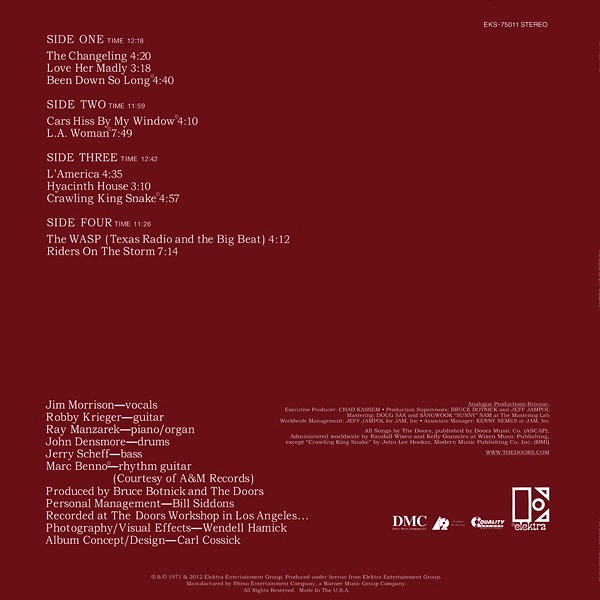 EKS-75011 STEREO
SIDE ONE TIME 12:18
The Changeling 4:20
Love Her Madly 3:18
Been Down So Long 4:40
SIDE TWO TIME 11:59
Cars Hiss By My Window 4:10
L.A. Woman 7:49
SIDE THREE TIME 12:42
L'America 4:35
Hyacinth House 3:10
Crawling King Snake 4:57
SIDE FOUR TIME 11:26
The WASP (Texas Radio and the Big Beat) 4:12
Riders On The Storm 7:14
Jim Morrison—vocals
Robby Krieger—guitar
Ray Manzarek—piano/organ
John Densmore—drums
Jerry Scheff—bass
Marc Benno—rhythm guitar
(Courtesy of A&M Records)
Produced by Bruce Botnick and The Doors
Personal Management—Bill Siddons
Recorded at The Doors Workshop in Los Angeles...
Photography/Visual Effects—Wendell Hamick
Album Concept/Design—Carl Cossick
Analogue Productions Reissue:
Executive Producer: CHAD KASSEM • Production Supervisors: BRUCE BOTNICK and JEFF JAMPOL
Mastering: DOUG SAX and SANGWOOK "SUNNY" NAM at The Mastering Lab
Worldwide Management: JEFF JAMPOL for JAM, Inc • Associate Manager: KENNY NEMES at JAM, Inc
All Songs by The Doors, published by Doors Music Co. (ASCAP),
Administered worldwide by Randall Wixen and Kelly Gonzales at Wixen Music Publishing,
except "Crawling King Snake" by John Lee Hooker, Modern Music Publishing Co. Inc. (BMI)
WWW.THEDOORS.COM
DMC
QUALITY
elektra
℗ & © 1971 & 2012 Elektra Entertainment Group. Produced under license from Elektra Entertainment Group.
Manufactured by Rhino Entertainment Company, a Warner Music Group Company.
All Rights Reserved. Made In The U.S.A.